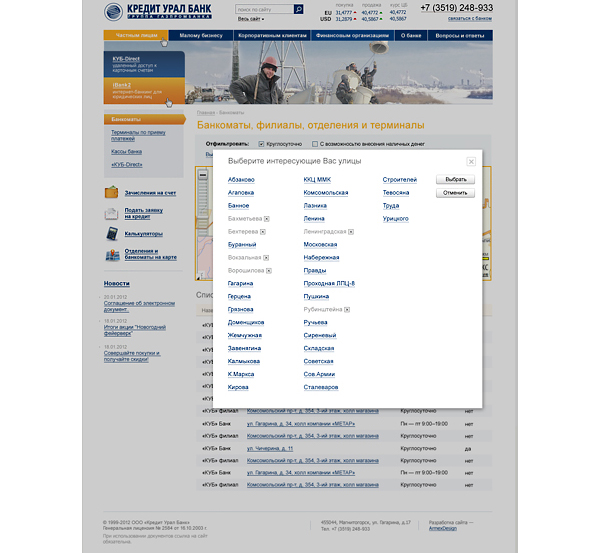 КРЕДИТ УРАЛ БАНК
ГРУППА ГАЗПРОМБАНКА
поиск по сайту
Весь сайт
покупка продажа курс ЦБ
EUR 31,4777 40,4772 40,5867
USD 31,2879 40,4772 40,5867
+7 (3519) 248-933
связаться с банком
Частным лицам
Малому бизнесу
Корпоративным клиентам
Финансовым организациям
О банке
Вопросы и ответы
КУБ-Direct
удаленный доступ к
карточным счетам
iBank2
интернет-банкинг для
юридических лиц
Банкоматы
Терминалы по приему
платежей
Кассы банка
«КУБ-Direct»
Зачисления на счет
Подать заявку
на кредит
Калькуляторы
Отделения и
банкоматы на карте
Новости
20.01.2012
Соглашение об электронном
документ.
18.01.2012
Итоги акции "Новогодний
фейерверк"
18.01.2012
Совершайте покупки и
получайте скидки!
Главная - Банкоматы
Банкоматы, филиалы, отделения и терминалы
Отфильтровать: Круглосуточно С возможностью внесения наличных денег
Выберите интересующие Вас улицы
Абзаково
Агаповка
Банное
Бахметьева
Бехтерева
Буранный
Вокзальная
Ворошилова
Гагарина
Герцена
Грязнова
Доменщиков
Жемчужная
Завенягина
Калмыкова
К.Маркса
Кирова
ККЦ ММК
Комсомольская
Лазника
Ленина
Ленинградская
Московская
Набережная
Правды
Проходная ЛПЦ-8
Пушкина
Рубинштейна
Ручьева
Сиреневый
Складская
Советская
Сов.Армии
Сталеваров
Строителей
Тевосяна
Труда
Урицкого
Выбрать
Отменить
«КУБ» филиал Комсомольский пр-т, д. 354, 3-ий этаж, холл магазина Круглосуточно нет
«КУБ» Банк ул. Гагарина, д. 34, холл компании «МЕТАР» Пн — пт 9:00–19:00 нет
«КУБ» филиал Комсомольский пр-т, д. 354, 3-ий этаж, холл магазина Круглосуточно нет
«КУБ» Банк ул. Чичерина, д. 11 Круглосуточно да
«КУБ» Банк ул. Гагарина, д. 34, холл компании «МЕТАР» Пн — пт 9:00–19:00 нет
«КУБ» филиал Комсомольский пр-т, д. 354, 3-ий этаж, холл магазина Круглосуточно нет
© 1999-2012 ООО «Кредит Урал Банк»
Генеральная лицензия № 2584 от 16.10.2003 г.
При использовании документов ссылка на сайт
обязательна.
455044, Магнитогорск, ул. Гагарина, д.17
Тел. +7 (3519) 248-933
Разработка сайта —
ArmexDesign